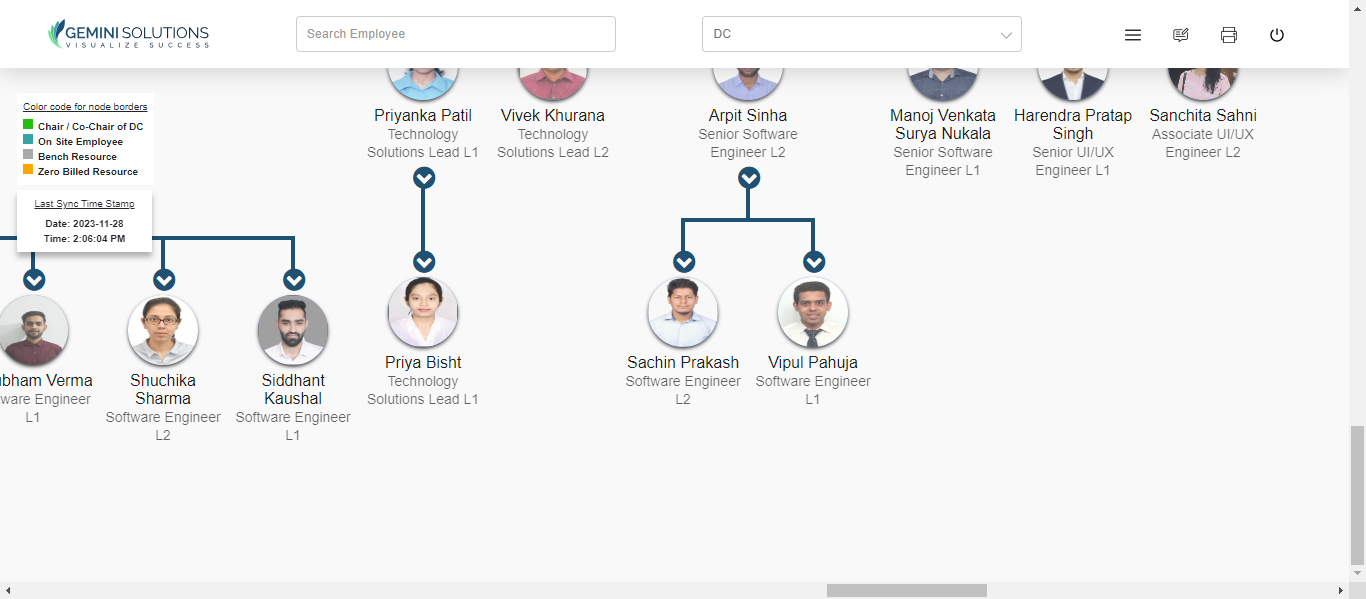 GEMINI SOLUTIONS
VISUALIZE SUCCESS
Search Employee
DC
Color code for node borders
Chair / Co-Chair of DC
On Site Employee
Bench Resource
Zero Billed Resource
Last Sync Time Stamp
Date: 2023-11-28
Time: 2:06:04 PM
Priyanka Patil
Technology
Solutions Lead L1
Vivek Khurana
Technology
Solutions Lead L2
Arpit Sinha
Senior Software
Engineer L2
Manoj Venkata
Surya Nukala
Senior Software
Engineer L1
Harendra Pratap
Singh
Senior UI/UX
Engineer L1
Sanchita Sahni
Associate UI/UX
Engineer L2
bham Verma
ware Engineer
L1
Shuchika
Sharma
Software Engineer
L2
Siddhant
Kaushal
Software Engineer
L1
Priya Bisht
Technology
Solutions Lead L1
Sachin Prakash
Software Engineer
L2
Vipul Pahuja
Software Engineer
L1